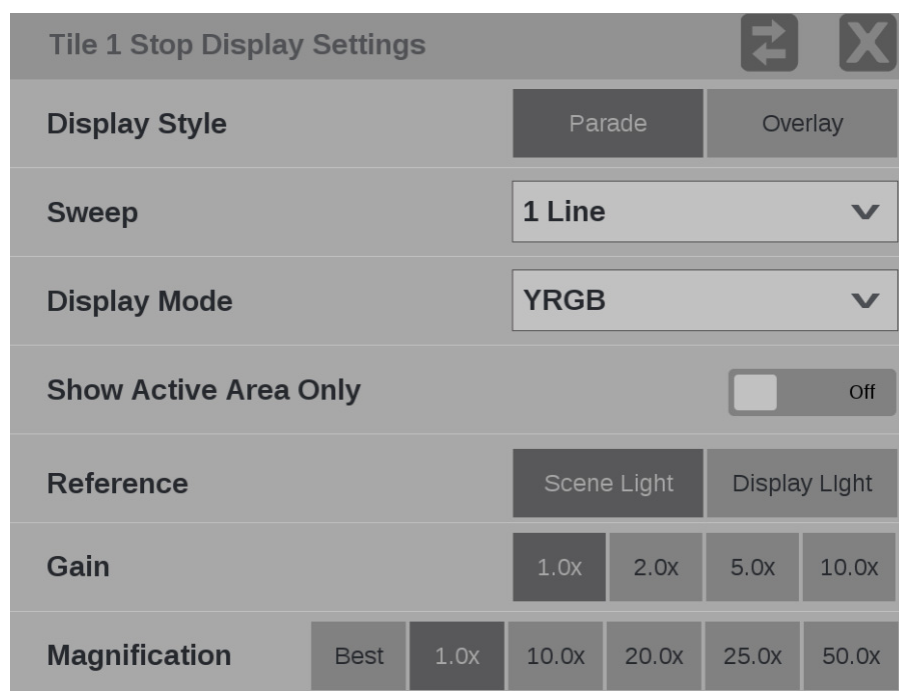 Tile 1 Stop Display Settings
Display Style Parade Overlay
Sweep 1 Line
Display Mode YRGB
Show Active Area Only Off
Reference Scene Light Display LIght
Gain 1.0x 2.0x 5.0x 10.0x
Magnification Best 1.0x 10.0x 20.0x 25.0x 50.0x